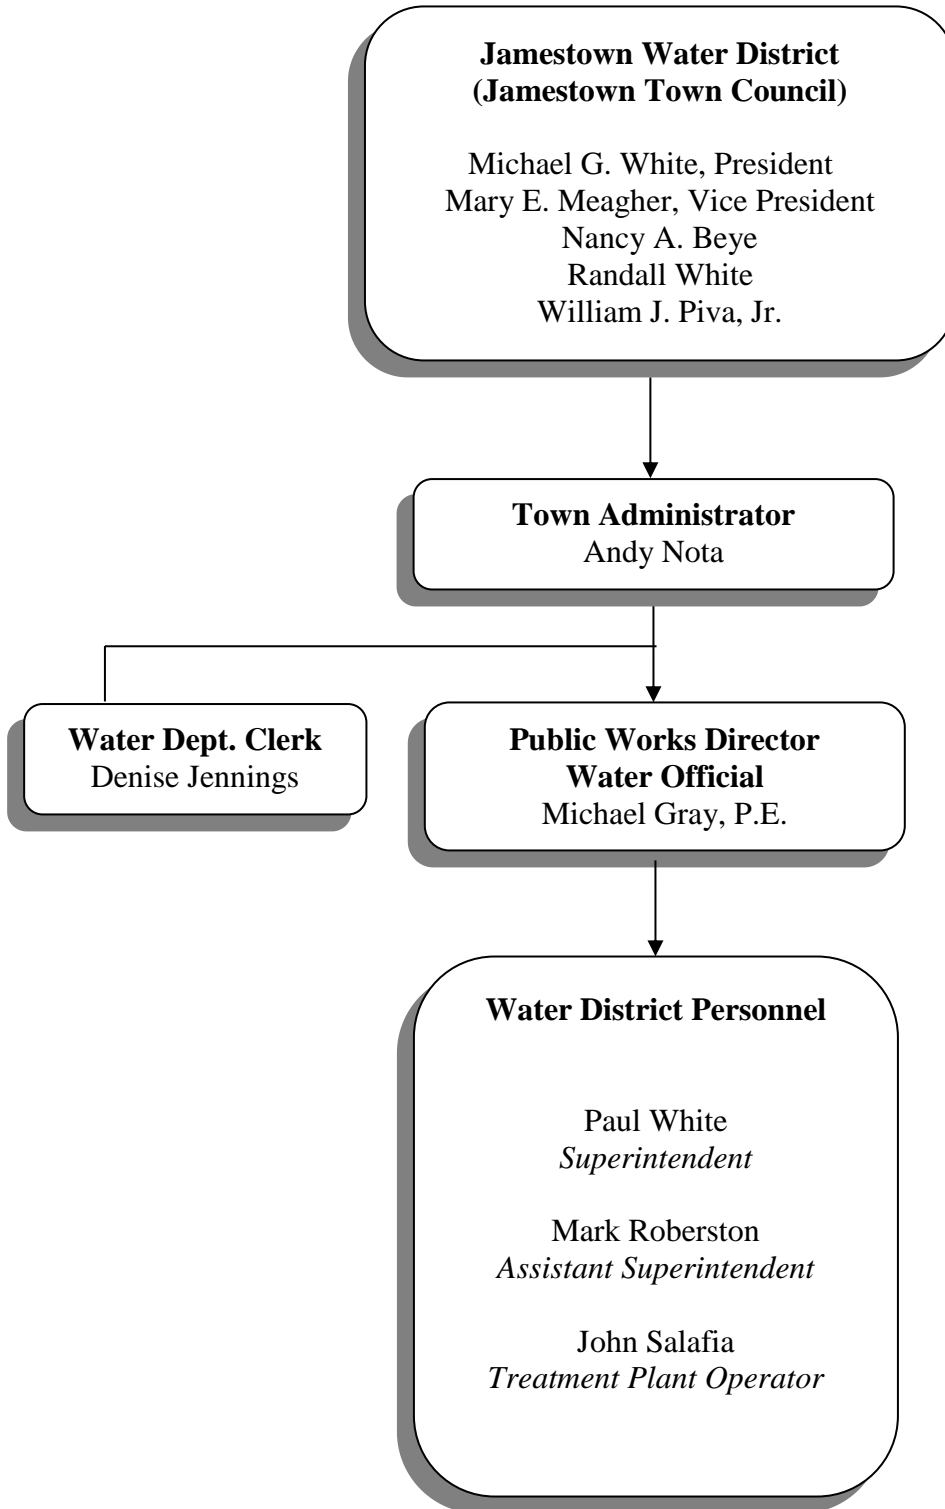 Jamestown Water District
(Jamestown Town Council)
Michael G. White, President
Mary E. Meagher, Vice President
Nancy A. Beye
Randall White
William J. Piva, Jr.
Town Administrator
Andy Nota
Water Dept. Clerk
Denise Jennings
Public Works Director
Water Official
Michael Gray, P.E.
Water District Personnel
Paul White
Superintendent
Mark Roberston
Assistant Superintendent
John Salafia
Treatment Plant Operator